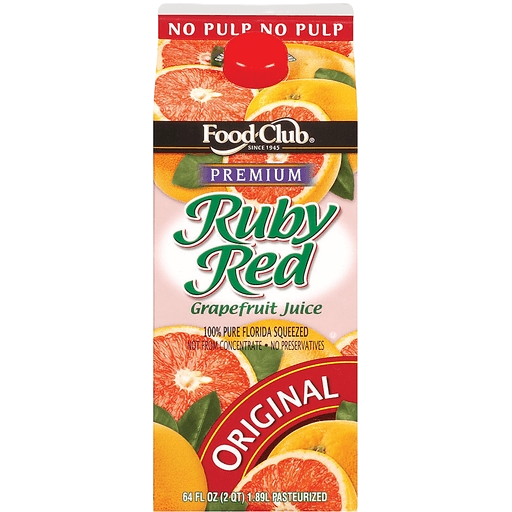 NO PULP NO PULP
Food Club®
SINCE 1945
PREMIUM
Ruby
Red
Grapefruit Juice
100% PURE FLORIDA SQUEEZED
NOT FROM CONCENTRATE • NO PRESERVATIVES
ORIGINAL
64 FL OZ (2 QT) 1.89L PASTEURIZED